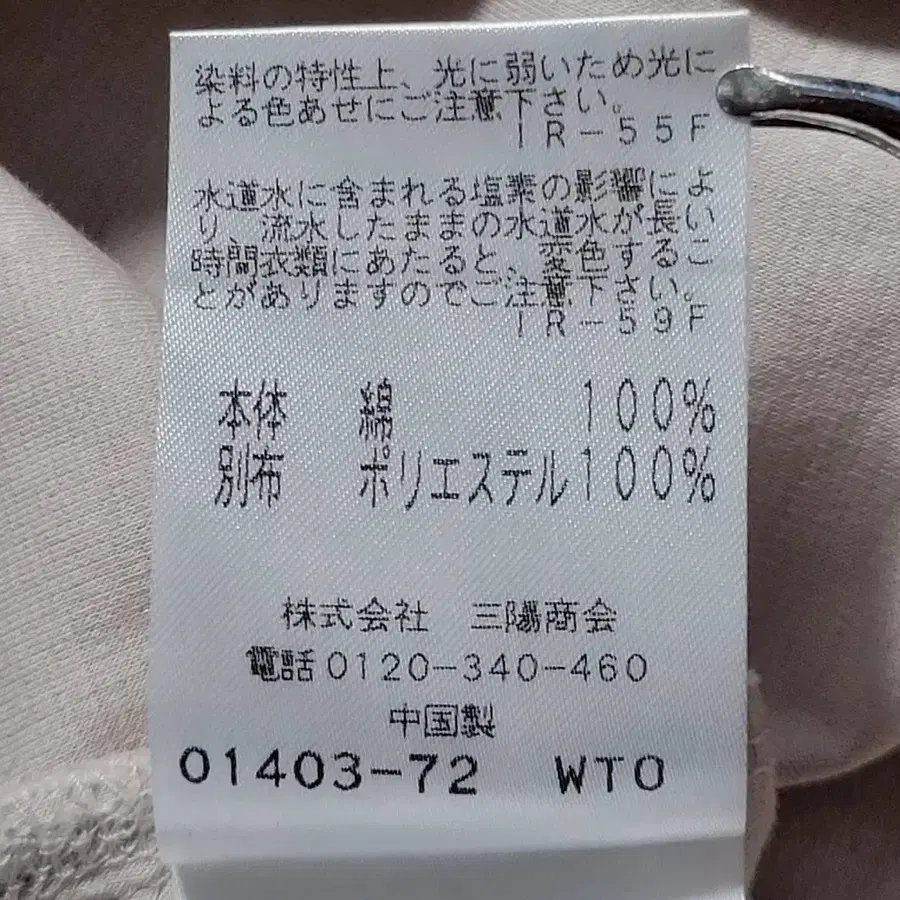 染料の特性上、光に弱いため光に
よる色あせにご注意下さい。
IR-55F
水道水に含まれる塩素の影響によ
り、流水したままの水道水が長い
時間衣類にあたると、変色するこ
とがありますのでご注意下さい。
IR-59F
本体 綿 100%
別布 ポリエステル100%
株式会社 三陽商会
電話0120-340-460
中国製
01403-72 WTO